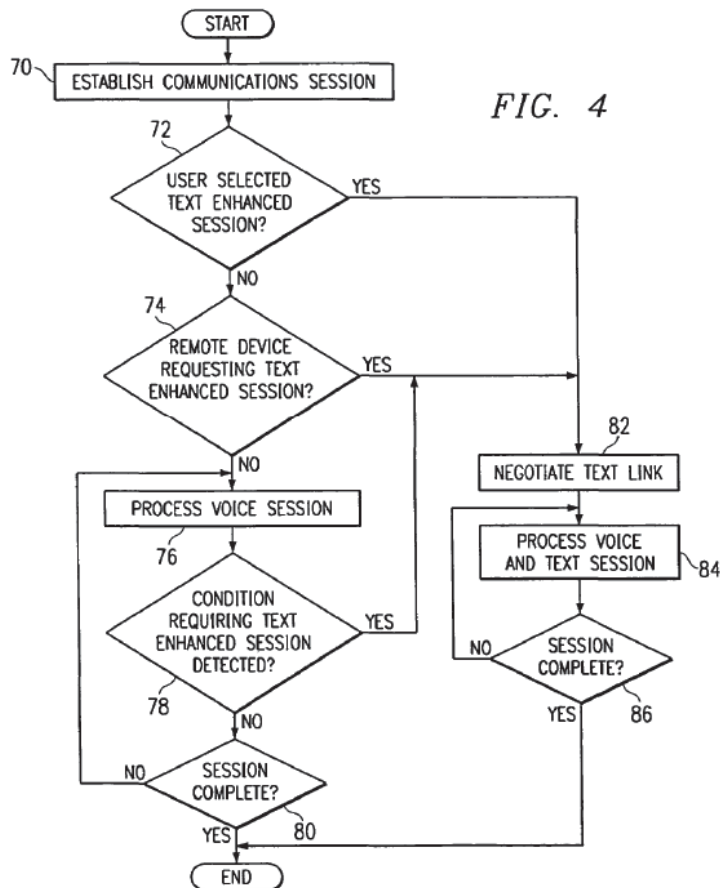 START
70
ESTABLISH COMMUNICATIONS SESSION
FIG. 4
72
USER SELECTED
TEXT ENHANCED
SESSION?
YES
NO
74
REMOTE DEVICE
REQUESTING TEXT
ENHANCED SESSION?
YES
NO
82
NEGOTIATE TEXT LINK
PROCESS VOICE SESSION
76
PROCESS VOICE
AND TEXT SESSION
84
CONDITION
REQUIRING TEXT
ENHANCED SESSION
DETECTED?
YES
78
NO
NO
SESSION
COMPLETE?
YES
86
NO
SESSION
COMPLETE?
YES
80
END